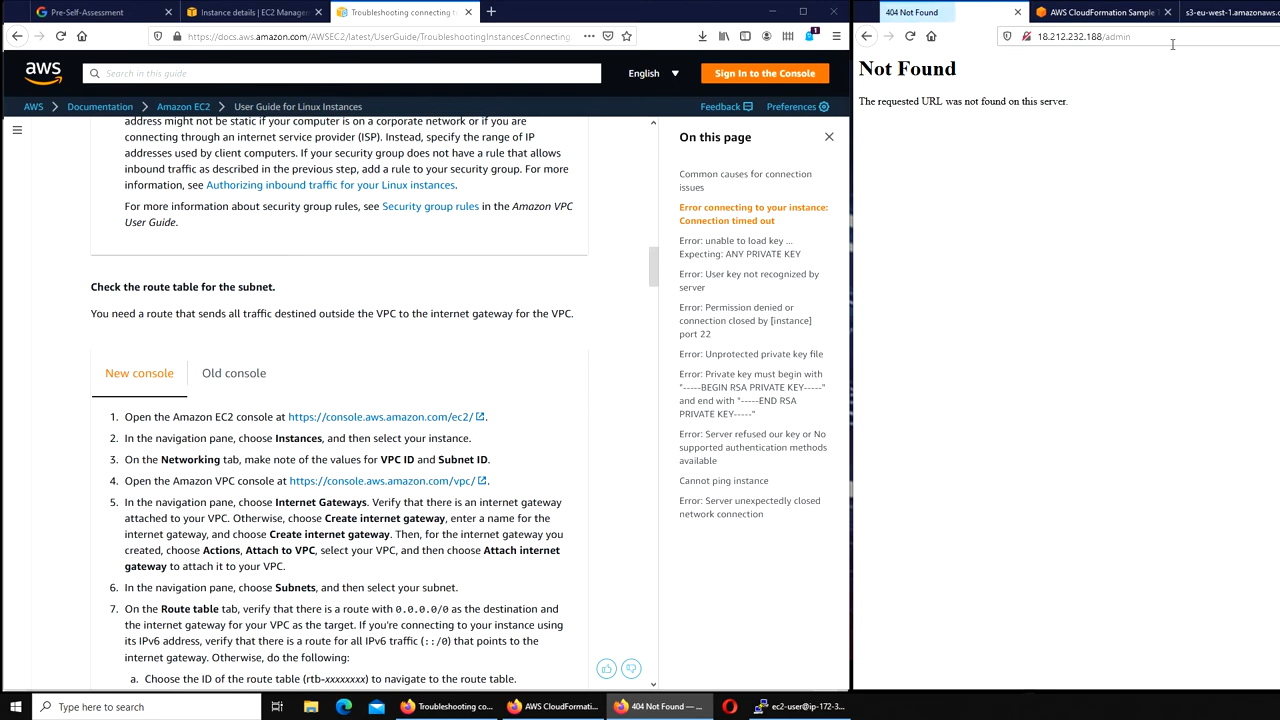 Pre-Self-Assessment
Instance details | EC2 Manager
Troubleshooting connecting to
https://docs.aws.amazon.com/AWSEC2/latest/UserGuide/TroubleshootingInstancesConnecting.
aws
Search in this guide
English
Sign In to the Console
AWS
Documentation
Amazon EC2
User Guide for Linux Instances
Feedback
Preferences
address might not be static if your computer is on a corporate network or if you are
connecting through an internet service provider (ISP). Instead, specify the range of IP
addresses used by client computers. If your security group does not have a rule that allows
inbound traffic as described in the previous step, add a rule to your security group. For more
information, see Authorizing inbound traffic for your Linux instances.
For more information about security group rules, see Security group rules in the Amazon VPC
User Guide.
Check the route table for the subnet.
You need a route that sends all traffic destined outside the VPC to the internet gateway for the VPC.
New console
Old console
1. Open the Amazon EC2 console at https://console.aws.amazon.com/ec2/.
2. In the navigation pane, choose Instances, and then select your instance.
3. On the Networking tab, make note of the values for VPC ID and Subnet ID.
4. Open the Amazon VPC console at https://console.aws.amazon.com/vpc/.
5. In the navigation pane, choose Internet Gateways. Verify that there is an internet gateway
attached to your VPC. Otherwise, choose Create internet gateway, enter a name for the
internet gateway, and choose Create internet gateway. Then, for the internet gateway you
created, choose Actions, Attach to VPC, select your VPC, and then choose Attach internet
gateway to attach it to your VPC.
6. In the navigation pane, choose Subnets, and then select your subnet.
7. On the Route table tab, verify that there is a route with 0.0.0.0/0 as the destination and
the internet gateway for your VPC as the target. If you're connecting to your instance using
its IPv6 address, verify that there is a route for all IPv6 traffic (::/0) that points to the
internet gateway. Otherwise, do the following:
a. Choose the ID of the route table (rtb-xxxxxxxx) to navigate to the route table.
On this page
Common causes for connection
issues
Error connecting to your instance:
Connection timed out
Error: unable to load key ...
Expecting: ANY PRIVATE KEY
Error: User key not recognized by
server
Error: Permission denied or
connection closed by [instance]
port 22
Error: Unprotected private key file
Error: Private key must begin with
"-----BEGIN RSA PRIVATE KEY-----"
and end with "-----END RSA
PRIVATE KEY-----"
Error: Server refused our key or No
supported authentication methods
available
Cannot ping instance
Error: Server unexpectedly closed
network connection
404 Not Found
AWS CloudFormation Sample
s3-eu-west-1.amazonaws.c
18.212.232.188/admin
Not Found
The requested URL was not found on this server.
Type here to search
Troubleshooting co...
AWS CloudFormati...
404 Not Found — ...
ec2-user@ip-172-3...